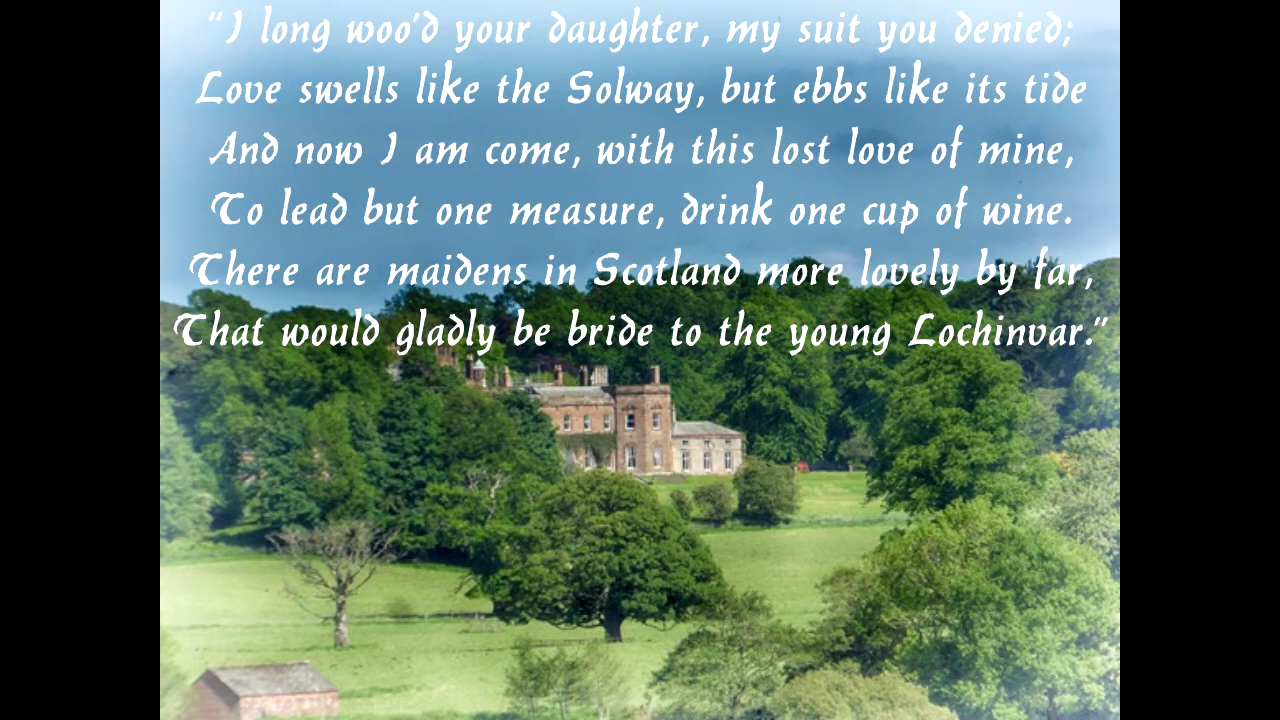 "I long woo'd your daughter, my suit you denied;
Love swells like the Solway, but ebbs like its tide
And now I am come, with this lost love of mine,
To lead but one measure, drink one cup of wine.
There are maidens in Scotland more lovely by far,
That would gladly be bride to the young Lochinvar."